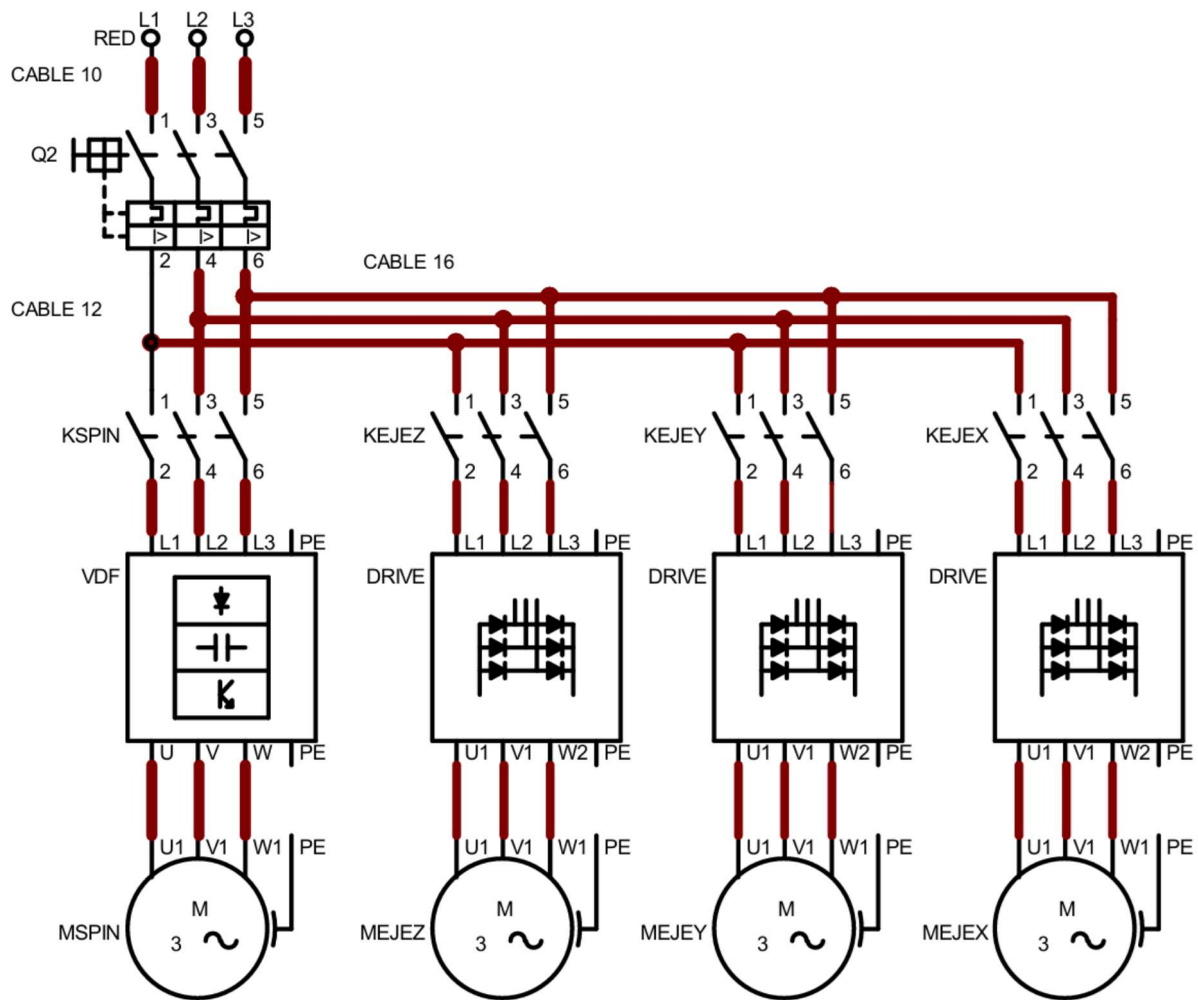 L1 L2 L3
RED
CABLE 10
1 3 5
Q2
I> I> I>
2 4 6
CABLE 16
CABLE 12
1 3 5 1 3 5 1 3 5 1 3 5
KSPIN KEJEZ KEJEY KEJEX
2 4 6 2 4 6 2 4 6 2 4 6
L1 L2 L3 PE L1 L2 L3 PE L1 L2 L3 PE L1 L2 L3 PE
VDF DRIVE DRIVE DRIVE
U V W PE U1 V1 W2 PE U1 V1 W2 PE U1 V1 W2 PE
U1 V1 W1 PE U1 V1 W1 PE U1 V1 W1 PE U1 V1 W1 PE
M M M M
MSPIN 3 MEJEZ 3 MEJEY 3 MEJEX 3